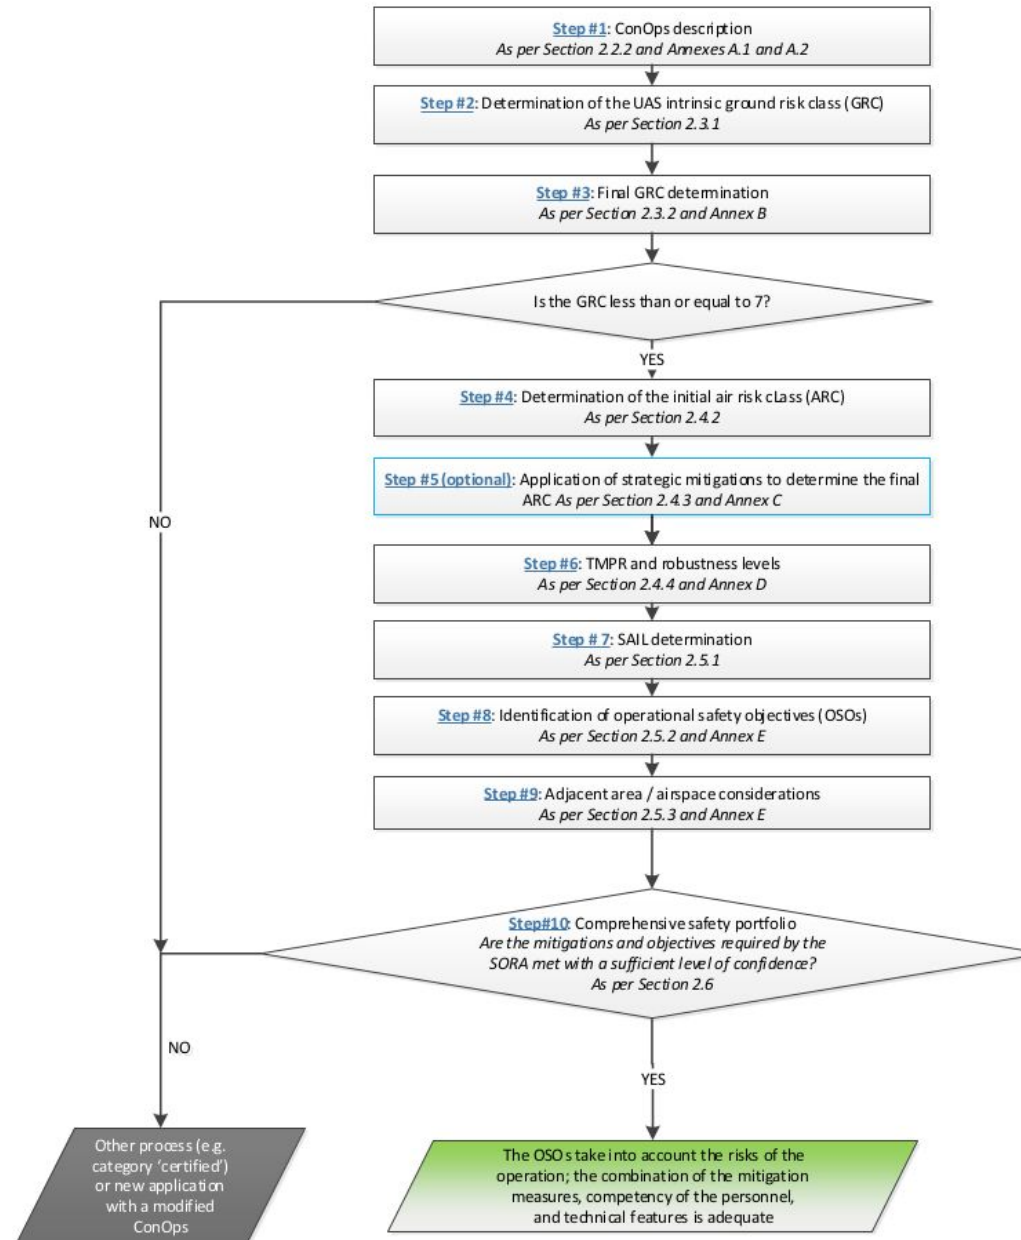 Step #1: ConOps description
As per Section 2.2.2 and Annexes A.1 and A.2
Step #2: Determination of the UAS intrinsic ground risk class (GRC)
As per Section 2.3.1
Step #3: Final GRC determination
As per Section 2.3.2 and Annex B
Is the GRC less than or equal to 7?
YES
Step #4: Determination of the initial air risk cLass (ARC)
As per Section 2.4.2
Step #5 (optional): Application of strategic mitigations to determine the final
ARC As per Section 2.4.3 and Annex C
NO
Step #6: TMPR and robustness levels
As per Section 2.4.4 and Annex D
Step # 7: SAIL determination
As per Section 2.5.1
Step #8: Identification of operational safety objectives (OSOs)
As per Section 2.5.2 and Annex E
Step #9: Adjacent area / airspace considerations
As per Section 2.5.3 and Annex E
Step#10: Comprehensive safety portfolio
Are the mitigations and objectives required by the
SORA met with a sufficient level of confidence?
As per Section 2.6
NO
YES
Other process (e.g.
category ‘certified’)
or new application
with a modified
ConOps
The OSOs take into account the risks of the
operation; the combination of the mitigation
measures, competency of the personnel,
and technical features is adequate